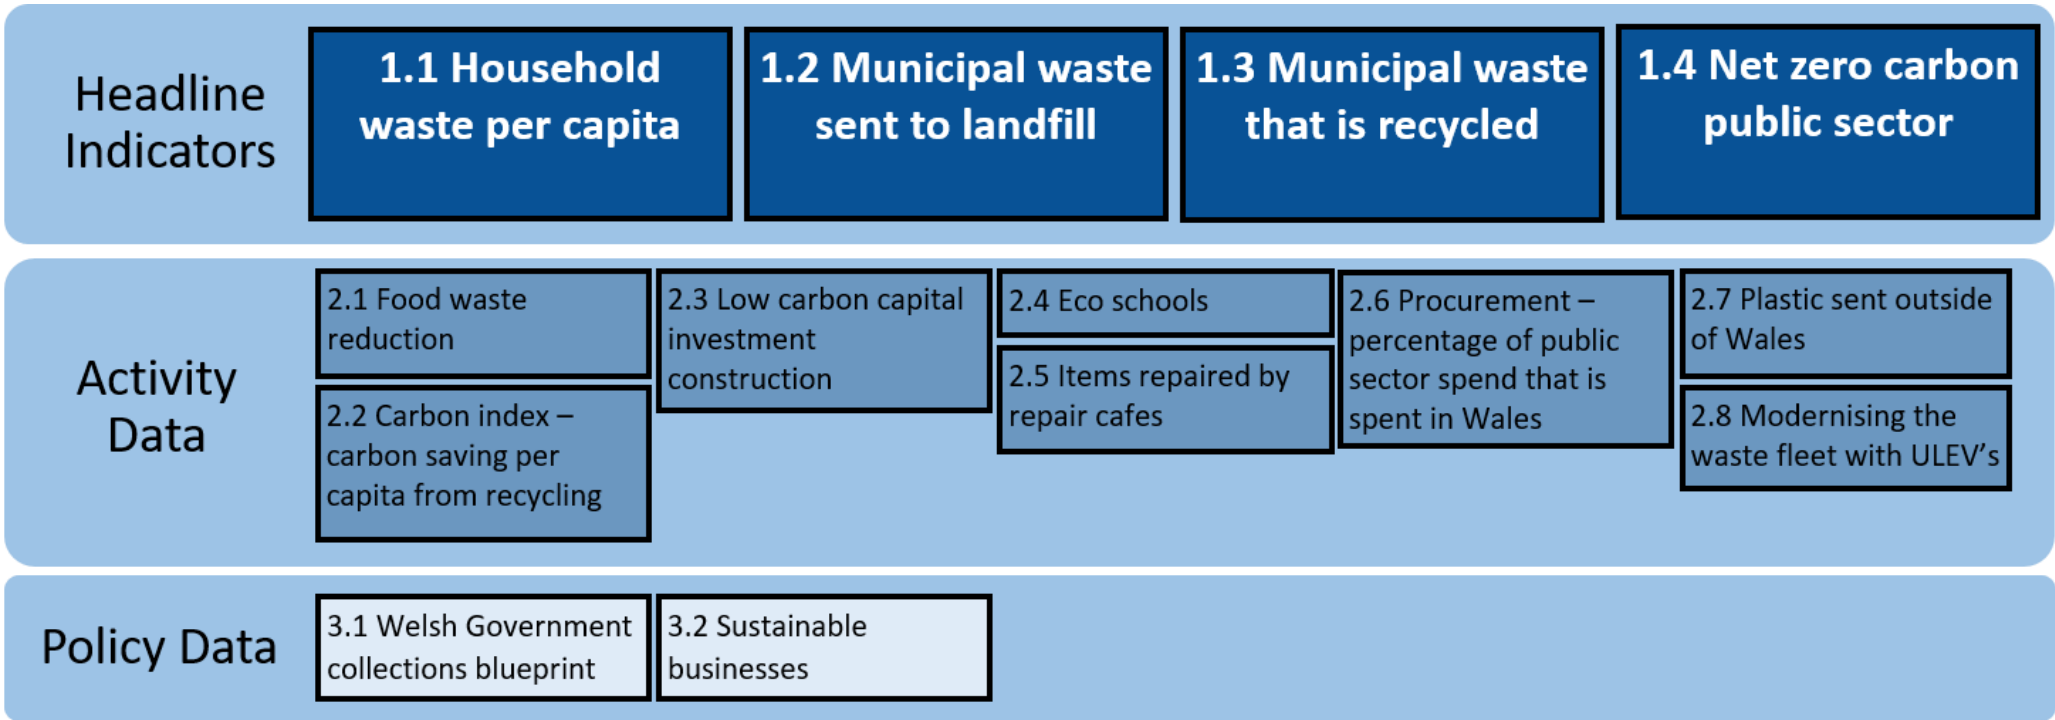 Headline
Indicators
1.1 Household
waste per capita
1.2 Municipal waste
sent to landfill
1.3 Municipal waste
that is recycled
1.4 Net zero carbon
public sector
Activity
Data
2.1 Food waste
reduction
2.2 Carbon index –
carbon saving per
capita from recycling
2.3 Low carbon capital
investment
construction
2.4 Eco schools
2.5 Items repaired by
repair cafes
2.6 Procurement –
percentage of public
sector spend that is
spent in Wales
2.7 Plastic sent outside
of Wales
2.8 Modernising the
waste fleet with ULEV’s
Policy Data
3.1 Welsh Government
collections blueprint
3.2 Sustainable
businesses